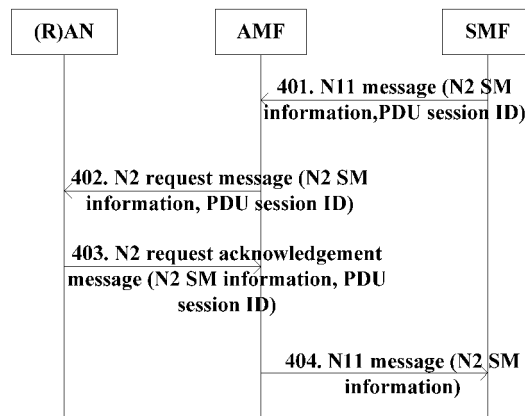 (R)AN AMF SMF
401. N11 message (N2 SM
information,PDU session ID)
402. N2 request message (N2 SM
information, PDU session ID)
403. N2 request acknowledgement
message (N2 SM information, PDU
session ID)
404. N11 message (N2 SM
information)